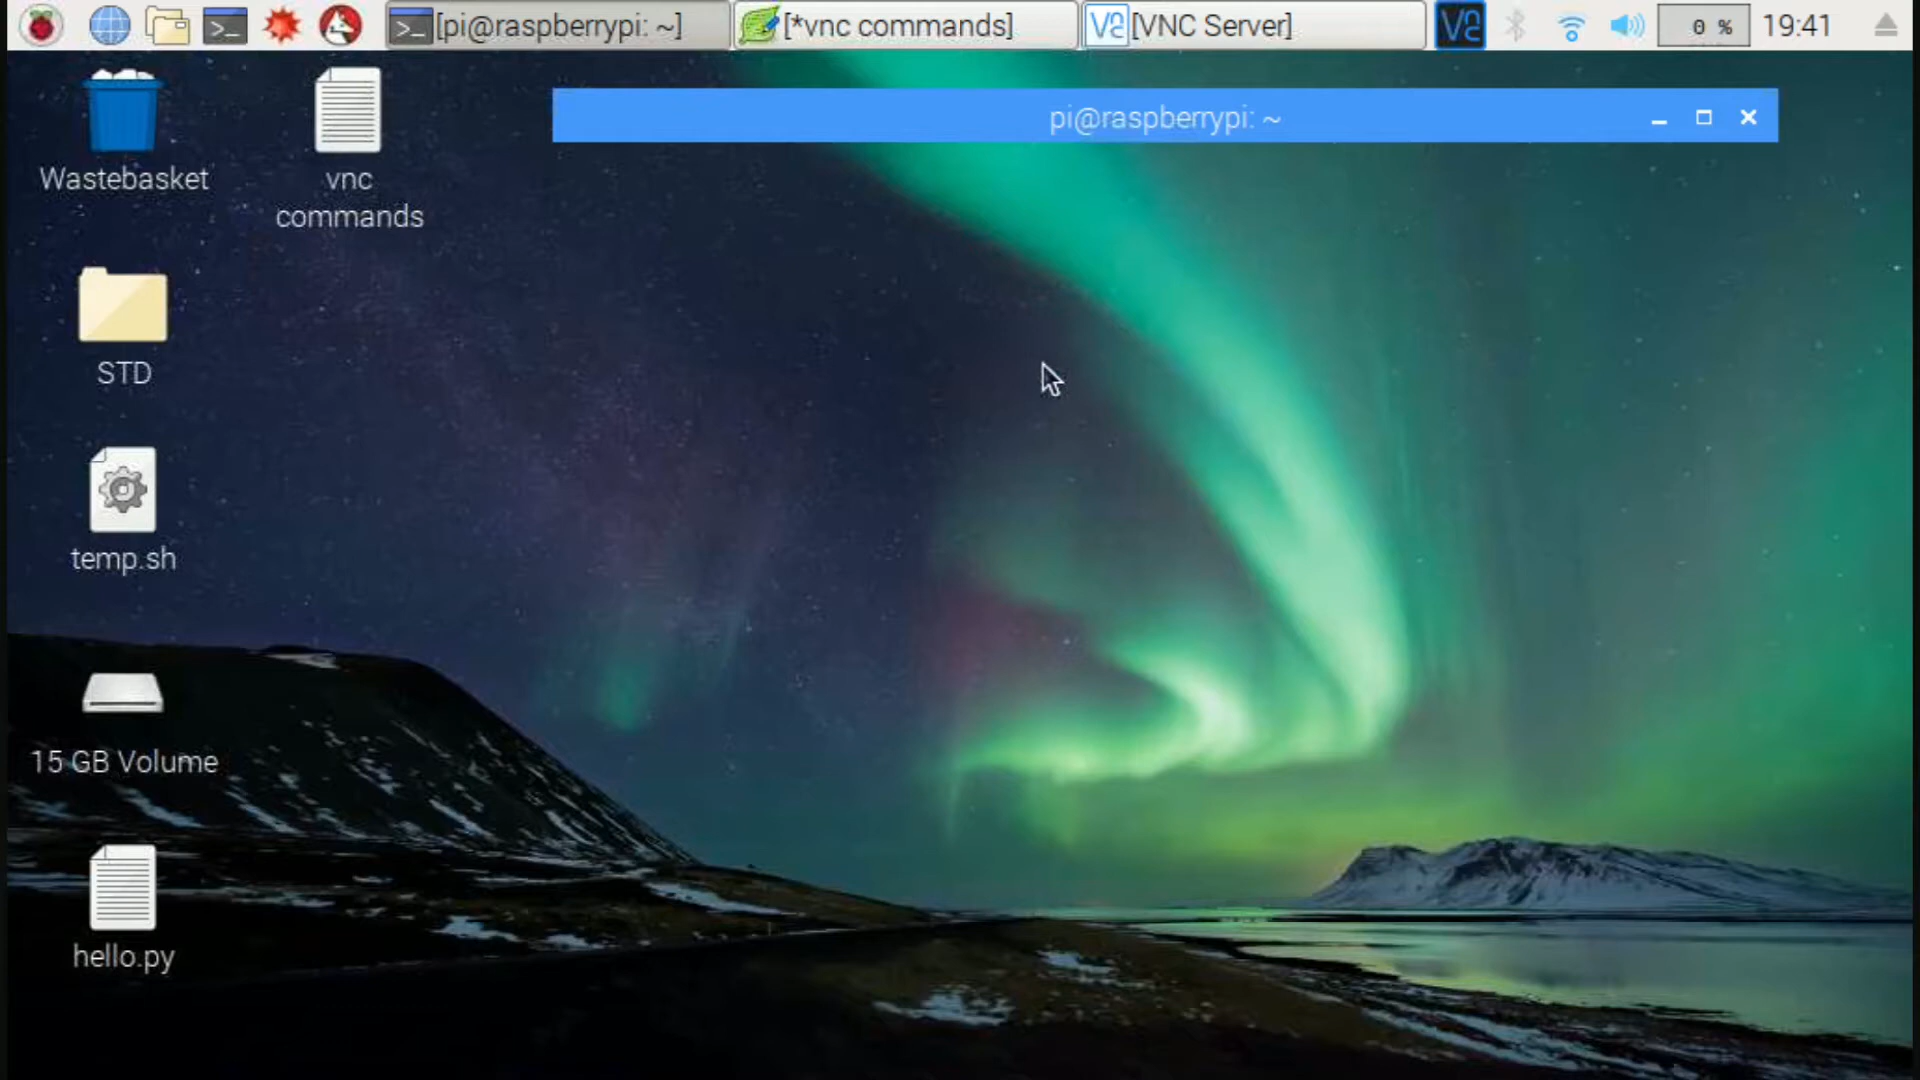 [pi@raspberrypi: ~]
[*vnc commands]
[VNC Server]
0 %
19:41
pi@raspberrypi: ~
Wastebasket
vnc
commands
STD
temp.sh
15 GB Volume
hello.py